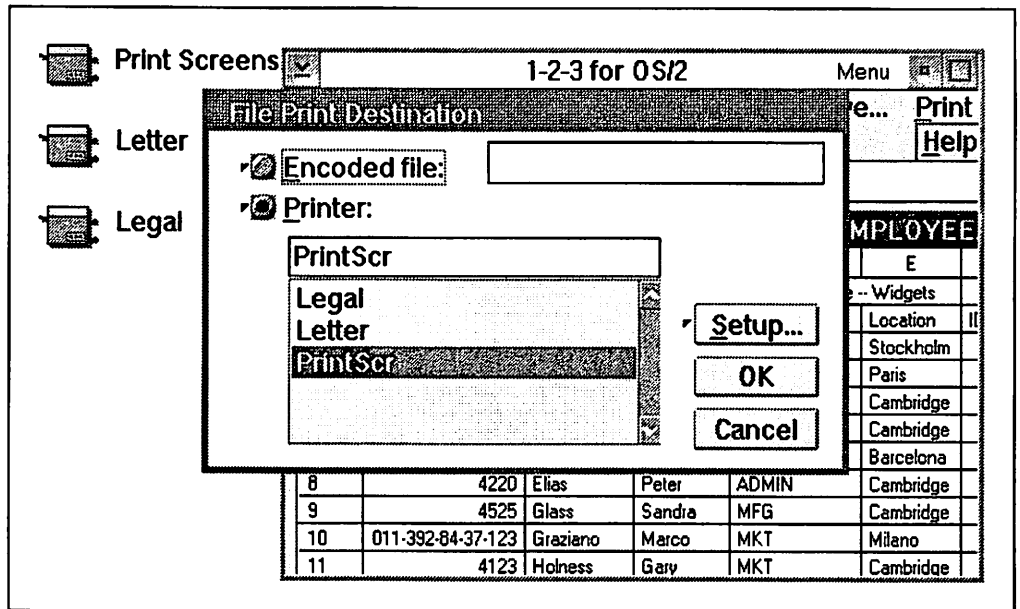 Print Screens
Letter
Legal
1-2-3 for OS/2
Menu
e... Print
Help
File Print Destination
Encoded file:
Printer:
PrintScr
Legal
Letter
PrintScr
Setup...
OK
Cancel
MPLOYEE
E
e -- Widgets
Location
Stockholm
Paris
Cambridge
Cambridge
Barcelona
8 4220 Elias Peter ADMIN Cambridge
9 4525 Glass Sandra MFG Cambridge
10 011-392-84-37-123 Graziano Marco MKT Milano
11 4123 Holness Gary MKT Cambridge